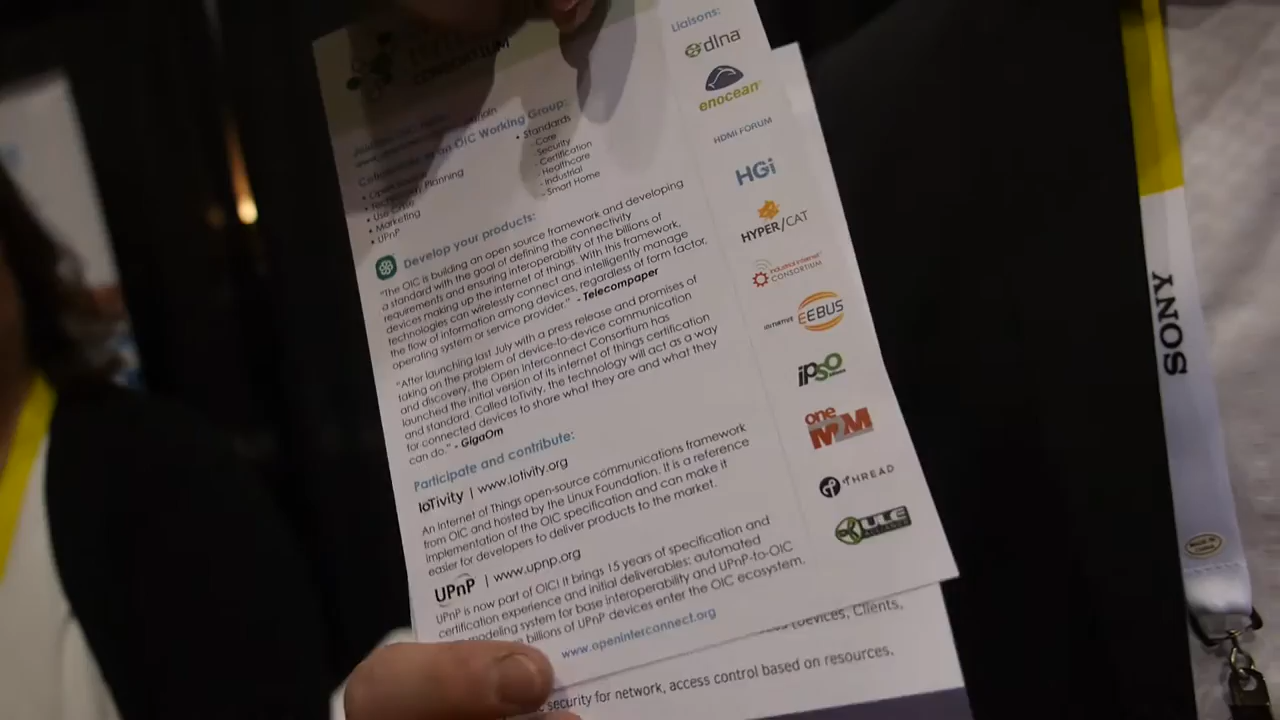 CONSORTIUM
an OIC Working Group:
Planning
• Use Case
• Marketing
• UPnP
• Standards
- Core
- Security
- Certification
- Healthcare
- Industrial
- Smart Home
Develop your products:
"The OIC is building an open source framework and developing
a standard with the goal of defining the connectivity
requirements and ensuring interoperability of the billions of
devices making up the internet of things. With this framework,
technologies can wirelessly connect and intelligently manage
the flow of information among devices, regardless of form factor,
operating system or service provider." - Telecompaper
"After launching last July with a press release and promises of
taking on the problem of device-to-device communication
and discovery, the Open Interconnect Consortium has
launched the initial version of its internet of things certification
and standard. Called IoTivity, the technology will act as a way
for connected devices to share what they are and what they
can do." - GigaOm
Participate and contribute:
IoTivity | www.iotivity.org
An Internet of Things open-source communications framework
from OIC and hosted by the Linux Foundation. It is a reference
implementation of the OIC specification and can make it
easier for developers to deliver products to the market.
UPnP | www.upnp.org
UPnP is now part of OIC! It brings 15 years of specification and
certification experience and initial deliverables: automated
modeling system for base interoperability and UPnP-to-OIC
billions of UPnP devices enter the OIC ecosystem.
www.openinterconnect.org
Liaisons:
dlna
enocean
HDMI FORUM
HGi
HYPER/CAT
industrial internet
CONSORTIUM
INITIATIVE EEBUS
ipso
one
M2M
THREAD
ULE
ALLIANCE
Devices, Clients,
security for network, access control based on resources,
SONY
MADE IN
CHINA